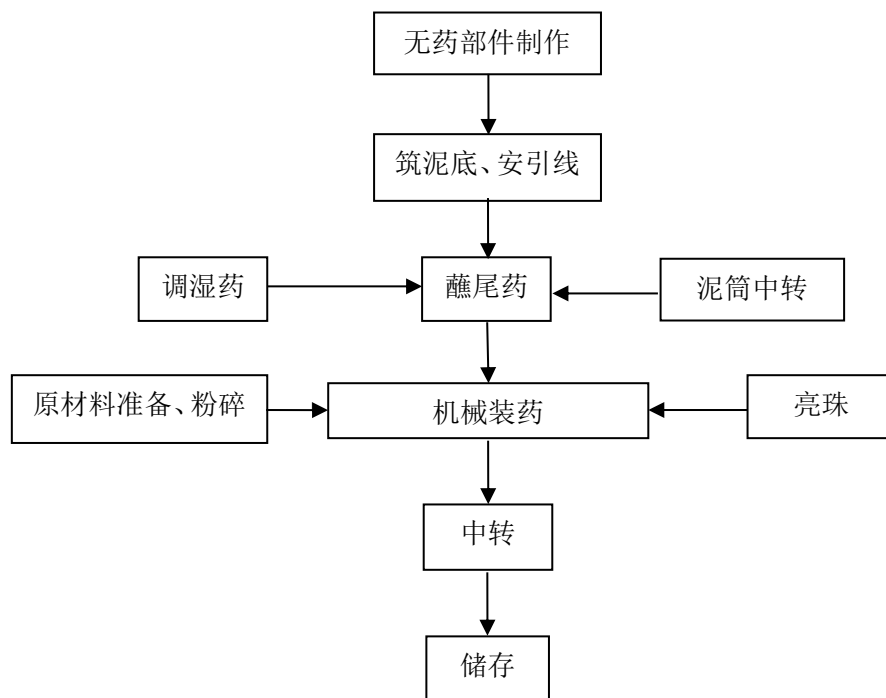 无药部件制作
筑泥底、安引线
调湿药
蘸尾药
泥筒中转
原材料准备、粉碎
机械装药
亮珠
中转
储存